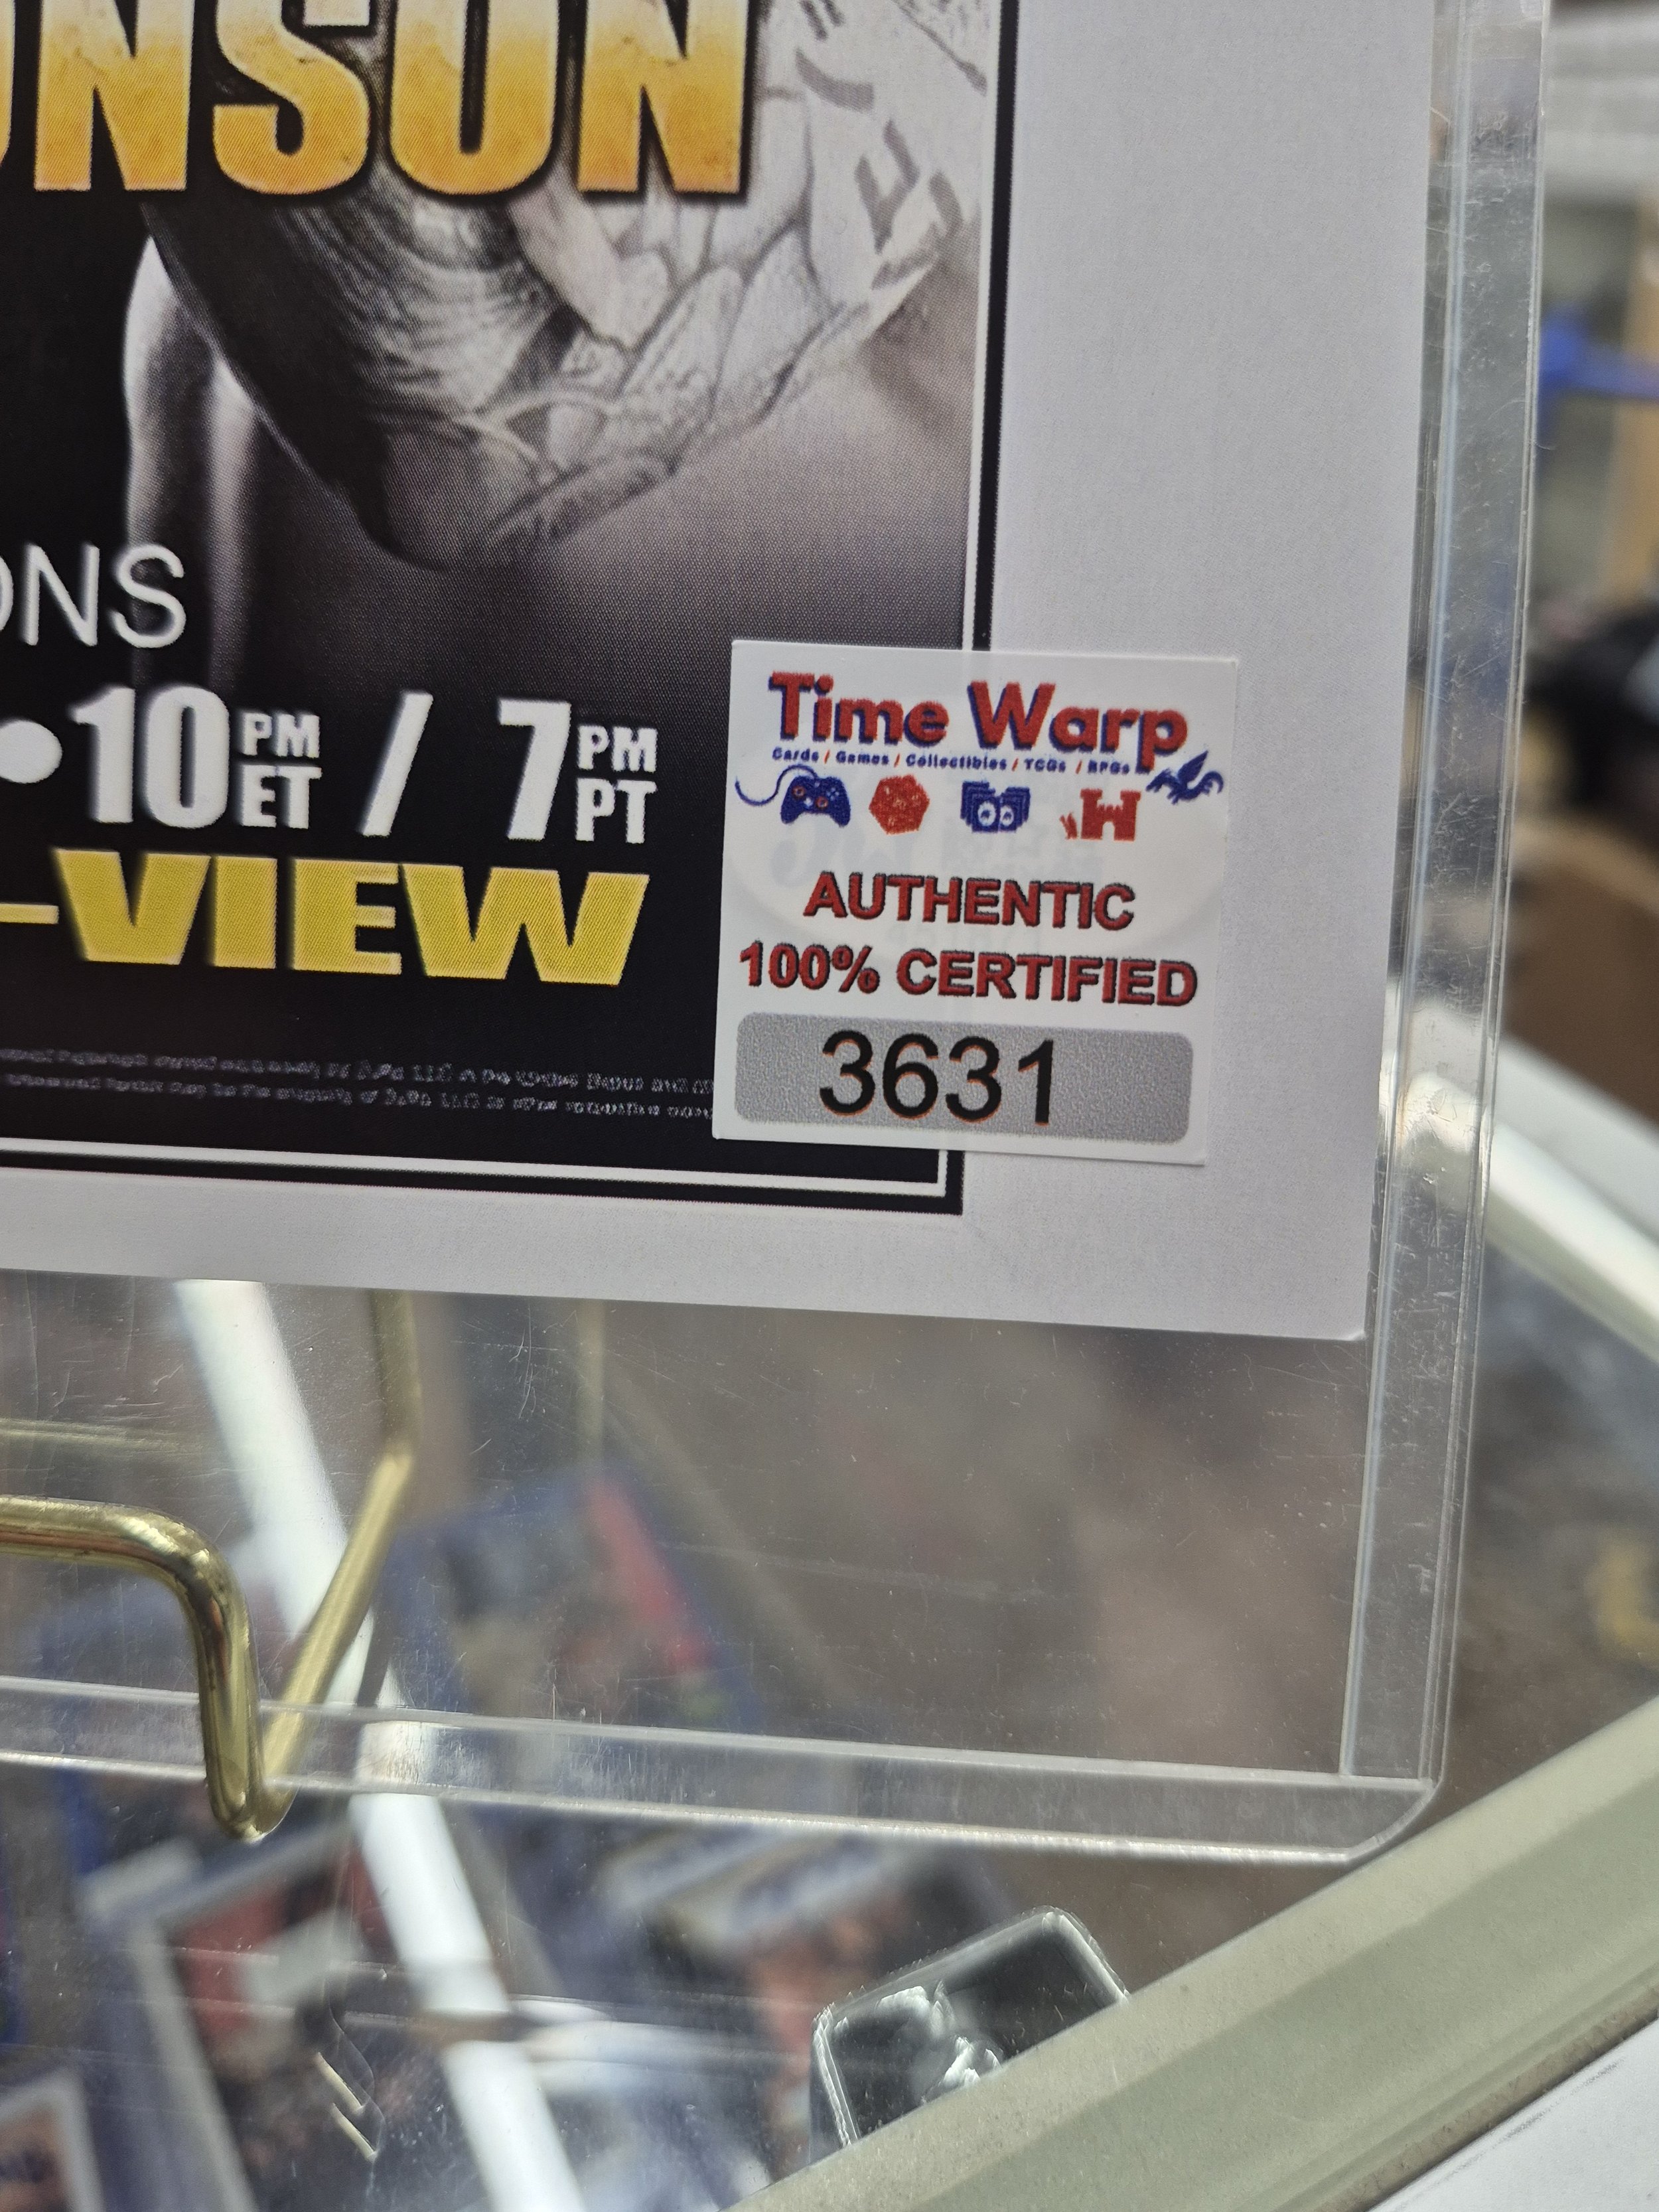 ONSON
ONS
•10 PM ET / 7 PM PT
-VIEW
Time Warp
Cards / Games / Collectibles / TCGs / RPGs
AUTHENTIC
100% CERTIFIED
3631